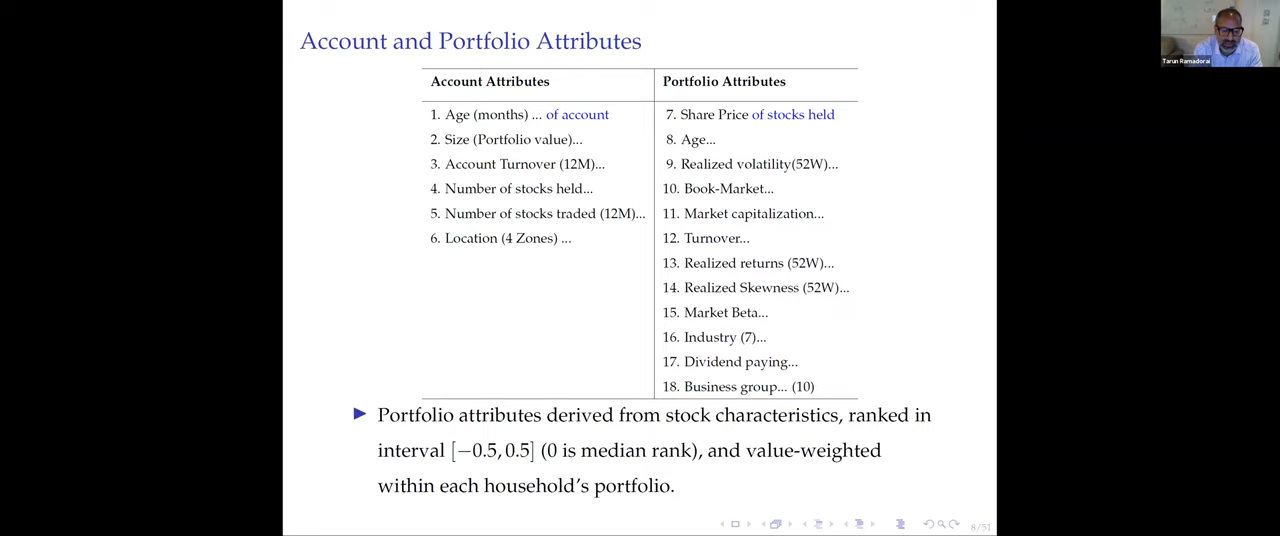 Account and Portfolio Attributes
Account Attributes
1. Age (months) ... of account
2. Size (Portfolio value)...
3. Account Turnover (12M)...
4. Number of stocks held...
5. Number of stocks traded (12M)...
6. Location (4 Zones) ...
Portfolio Attributes
7. Share Price of stocks held
8. Age...
9. Realized volatility(52W)...
10. Book-Market...
11. Market capitalization...
12. Turnover...
13. Realized returns (52W)...
14. Realized Skewness (52W)...
15. Market Beta...
16. Industry (7)...
17. Dividend paying...
18. Business group... (10)
Portfolio attributes derived from stock characteristics, ranked in
interval [−0.5, 0.5] (0 is median rank), and value-weighted
within each household's portfolio.
8/51
Tarun Ramadorai